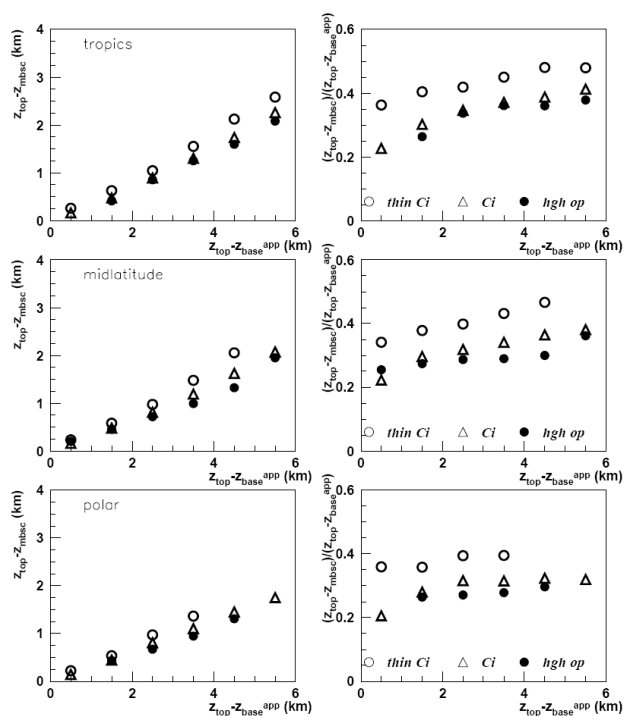 z_top-z_mbsc (km)
4
3
2
1
0
tropics
0 2 4 6
z_top-z_base^app (km)
(z_top-z_mbsc)/(z_top-z_base^app)
0.6
0.4
0.2
0
thin Ci Ci hgh op
0 2 4 6
z_top-z_base^app (km)
z_top-z_mbsc (km)
4
3
2
1
0
midlatitude
0 2 4 6
z_top-z_base^app (km)
(z_top-z_mbsc)/(z_top-z_base^app)
0.6
0.4
0.2
0
thin Ci Ci hgh op
0 2 4 6
z_top-z_base^app (km)
z_top-z_mbsc (km)
4
3
2
1
0
polar
0 2 4 6
z_top-z_base^app (km)
(z_top-z_mbsc)/(z_top-z_base^app)
0.6
0.4
0.2
0
thin Ci Ci hgh op
0 2 4 6
z_top-z_base^app (km)